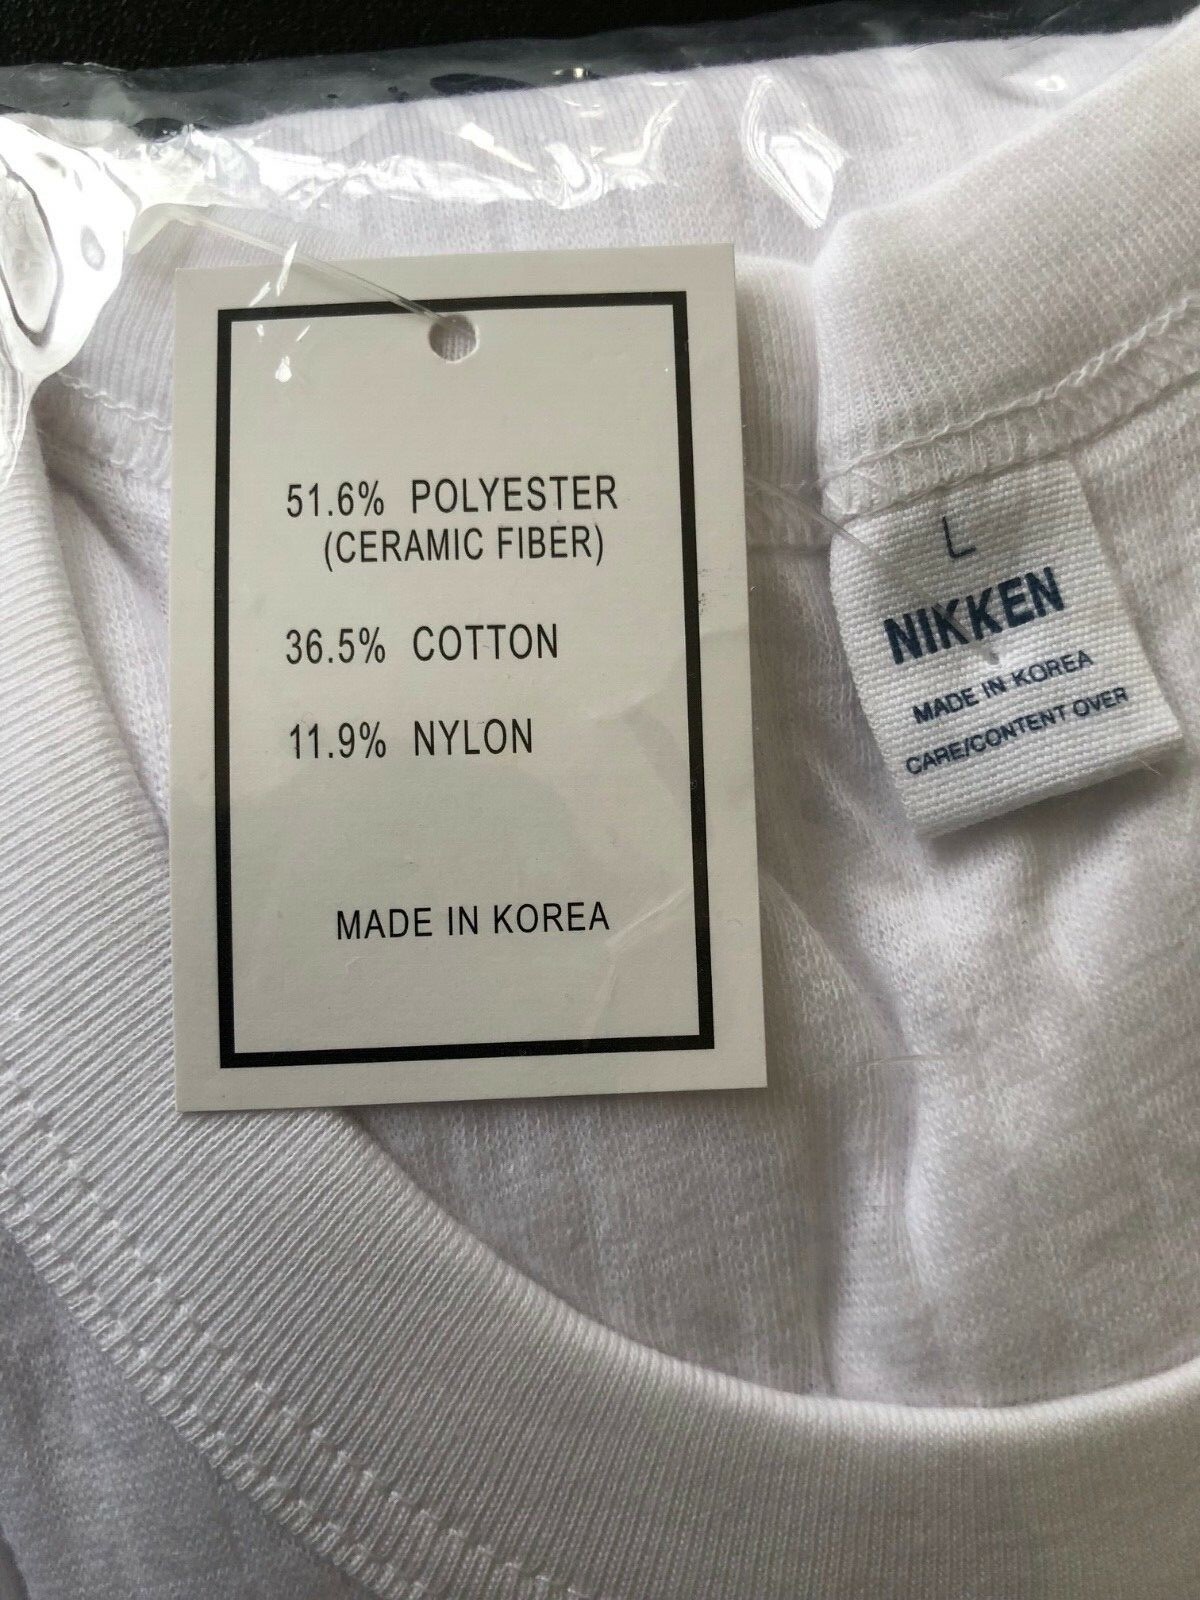 51.6% POLYESTER
(CERAMIC FIBER)
36.5% COTTON
11.9% NYLON
MADE IN KOREA
L
NIKKEN
MADE IN KOREA
CARE/CONTENT OVER